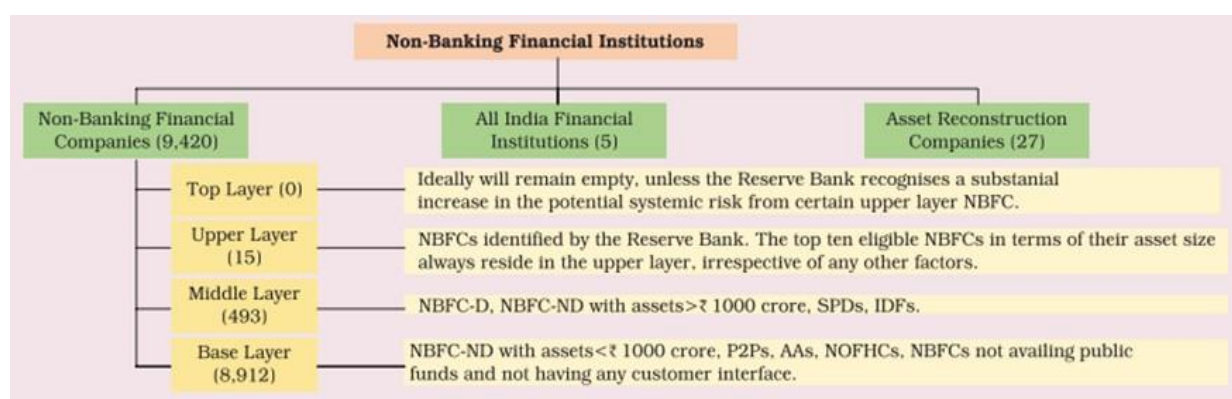 Non-Banking Financial Institutions
Non-Banking Financial
Companies (9,420)
All India Financial
Institutions (5)
Asset Reconstruction
Companies (27)
Top Layer (0)
Ideally will remain empty, unless the Reserve Bank recognises a substanial
increase in the potential systemic risk from certain upper layer NBFC.
Upper Layer
(15)
NBFCs identified by the Reserve Bank. The top ten eligible NBFCs in terms of their asset size
always reside in the upper layer, irrespective of any other factors.
Middle Layer
(493)
NBFC-D, NBFC-ND with assets>₹ 1000 crore, SPDs, IDFs.
Base Layer
(8,912)
NBFC-ND with assets<₹ 1000 crore, P2Ps, AAs, NOFHCs, NBFCs not availing public
funds and not having any customer interface.